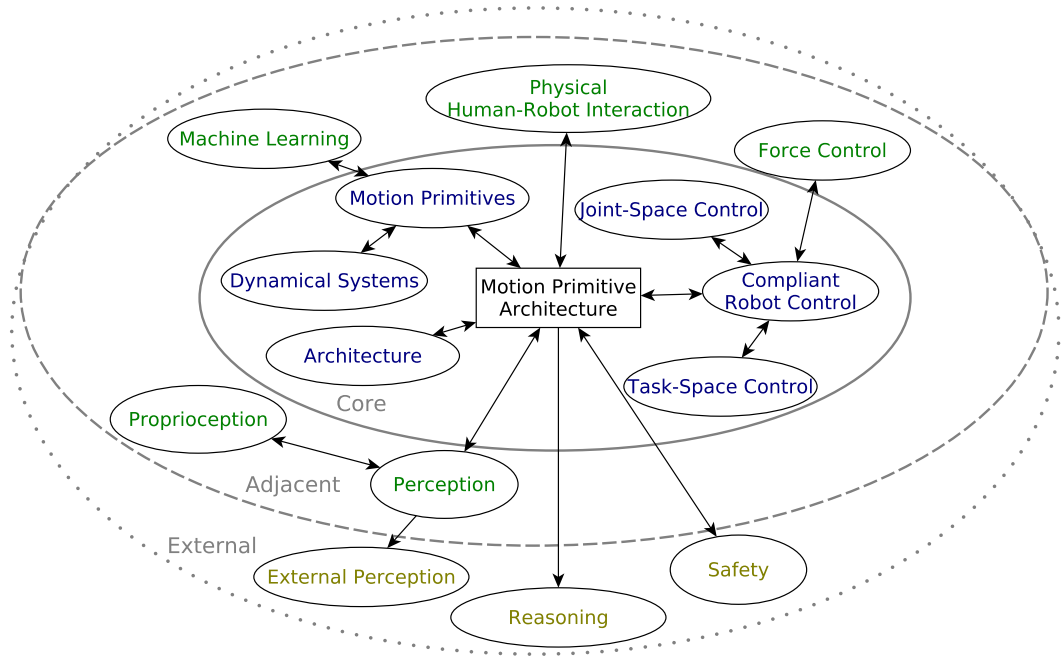 Physical
Human-Robot Interaction
Machine Learning
Force Control
Motion Primitives
Joint-Space Control
Dynamical Systems
Motion Primitive
Architecture
Compliant
Robot Control
Architecture
Task-Space Control
Core
Proprioception
Adjacent
Perception
External
External Perception
Safety
Reasoning